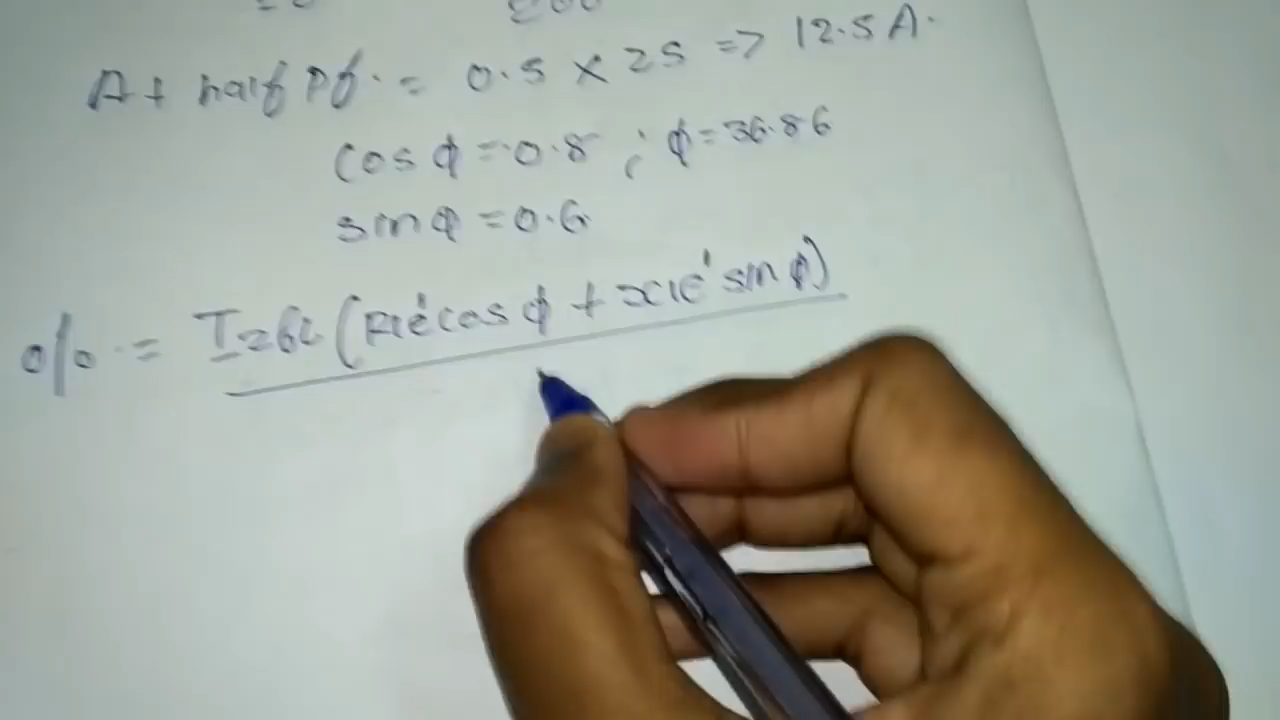 At half Pf. = 0.5 × 25 => 12.5 A.
cos φ = 0.8 ; φ = 36.86
sin φ = 0.6
% = I2fl (R1e' cos φ + x1e' sin φ)